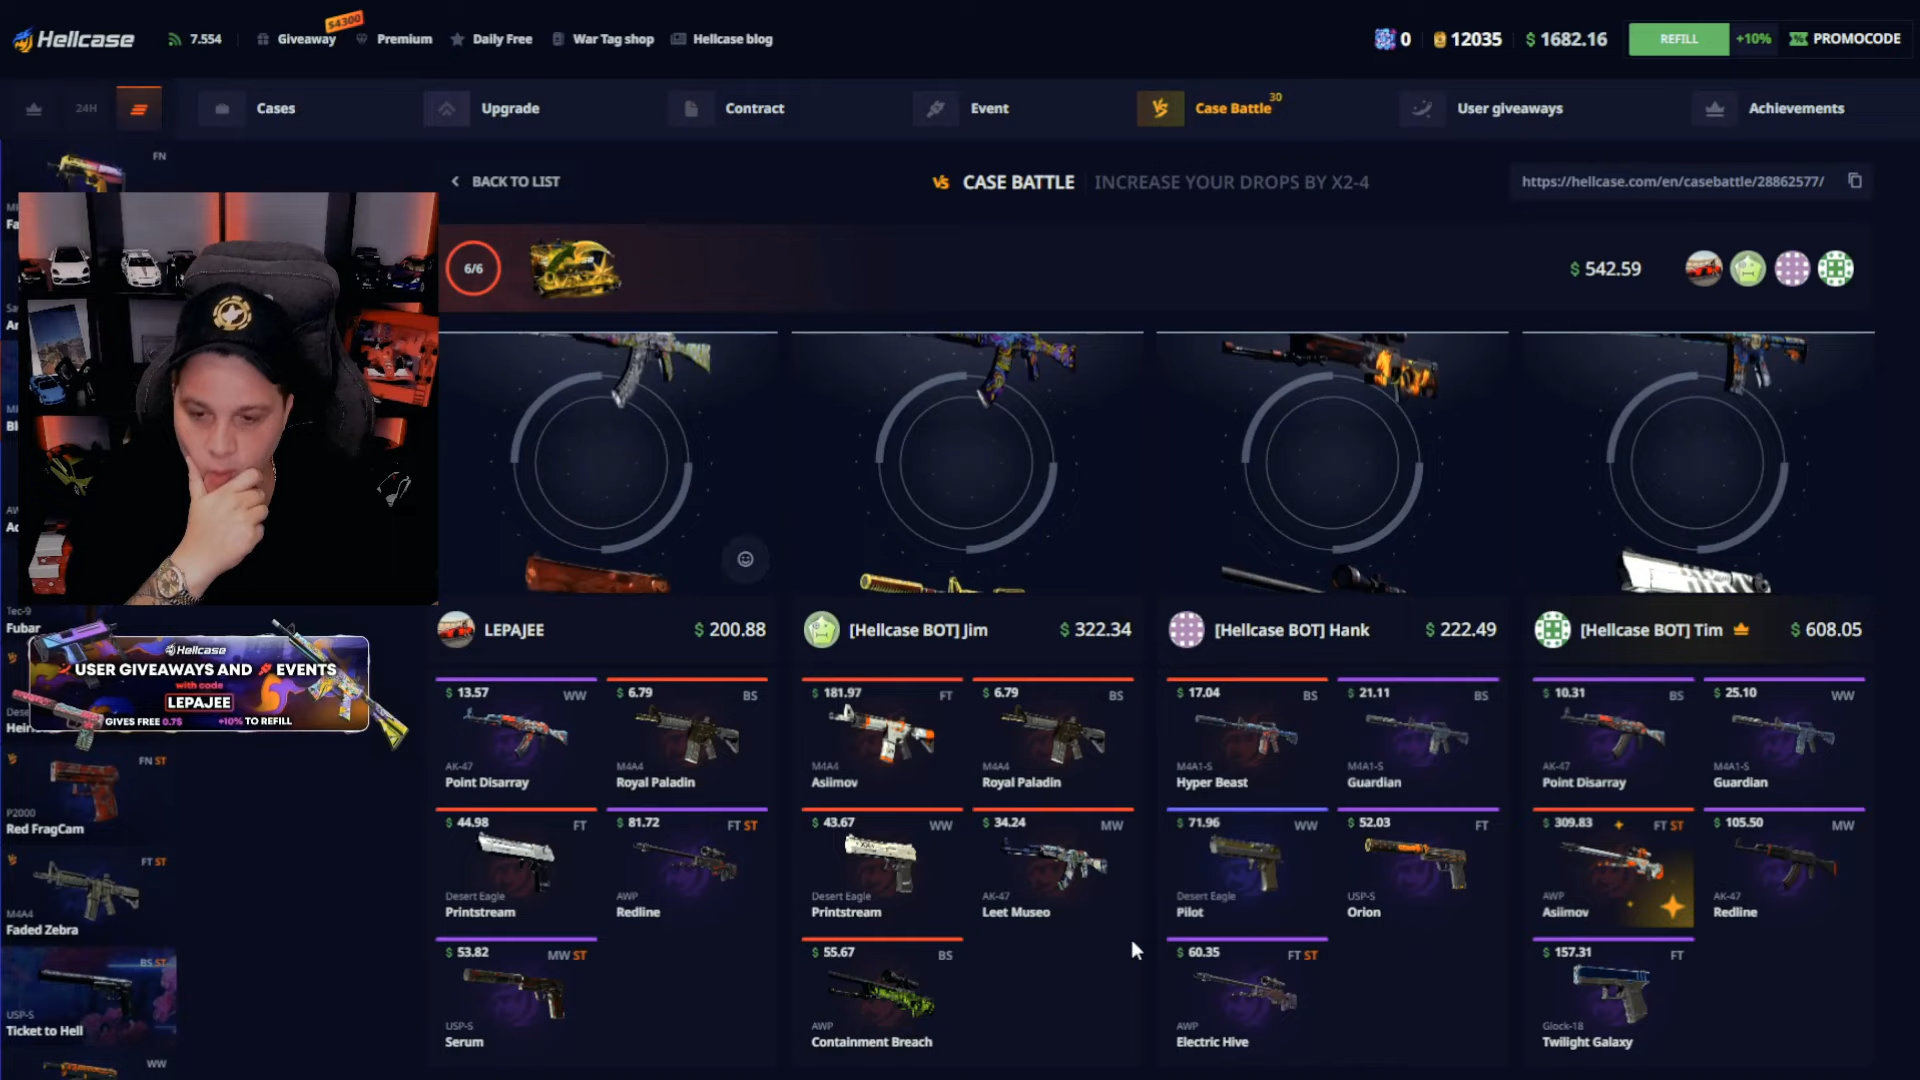 Hellcase
7.554
Giveaway
$4300
Premium
Daily Free
War Tag shop
Hellcase blog
0
12035
$ 1682.16
REFILL
+10%
PROMOCODE
24H
Cases
Upgrade
Contract
Event
Case Battle 30
User giveaways
Achievements
FN
BACK TO LIST
VS CASE BATTLE
INCREASE YOUR DROPS BY X2-4
https://hellcase.com/en/casebattle/28862577/
6/6
$ 542.59
LEPAJEE
$ 200.88
[Hellcase BOT] Jim
$ 322.34
[Hellcase BOT] Hank
$ 222.49
[Hellcase BOT] Tim
$ 608.05
Tec-9
Fubar
Hellcase
USER GIVEAWAYS AND EVENTS
with code
LEPAJEE
GIVES FREE 0.7$ +10% TO REFILL
FN ST
P2000
Red FragCam
FT ST
M4A4
Faded Zebra
BS ST
USP-S
Ticket to Hell
WW
$ 13.57 WW
AK-47
Point Disarray
$ 6.79 BS
M4A4
Royal Paladin
$ 44.98 FT
Desert Eagle
Printstream
$ 81.72 FT ST
AWP
Redline
$ 53.82 MW ST
USP-S
Serum
$ 181.97 FT
M4A4
Asiimov
$ 6.79 BS
M4A4
Royal Paladin
$ 43.67 WW
Desert Eagle
Printstream
$ 34.24 MW
AK-47
Leet Museo
$ 55.67 BS
AWP
Containment Breach
$ 17.04 BS
M4A1-S
Hyper Beast
$ 21.11 BS
M4A1-S
Guardian
$ 71.96 WW
Desert Eagle
Pilot
$ 52.03 FT
USP-S
Orion
$ 60.35 FT ST
AWP
Electric Hive
$ 10.31 BS
AK-47
Point Disarray
$ 25.10 WW
M4A1-S
Guardian
$ 309.83 FT ST
AWP
Asiimov
$ 105.50 MW
AK-47
Redline
$ 157.31 FT
Glock-18
Twilight Galaxy